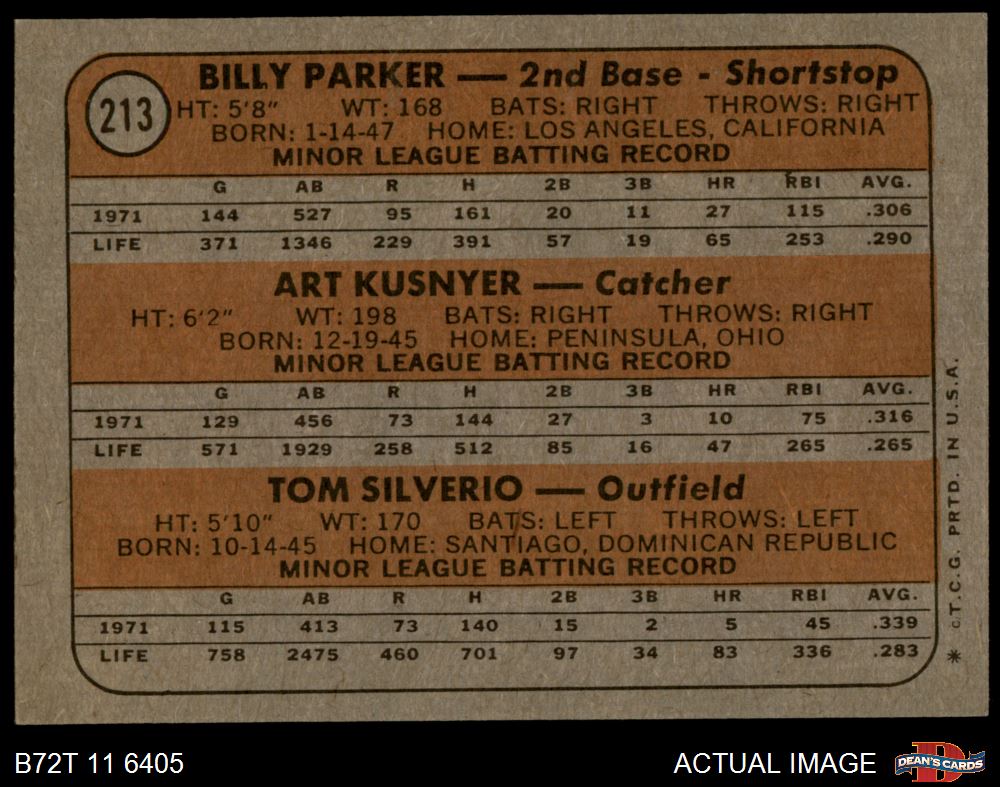 213
BILLY PARKER — 2nd Base - Shortstop
HT: 5'8" WT: 168 BATS: RIGHT THROWS: RIGHT
BORN: 1-14-47 HOME: LOS ANGELES, CALIFORNIA
MINOR LEAGUE BATTING RECORD
G AB R H 2B 3B HR RBI AVG.
1971 144 527 95 161 20 11 27 115 .306
LIFE 371 1346 229 391 57 19 65 253 .290
ART KUSNYER — Catcher
HT: 6'2" WT: 198 BATS: RIGHT THROWS: RIGHT
BORN: 12-19-45 HOME: PENINSULA, OHIO
MINOR LEAGUE BATTING RECORD
G AB R H 2B 3B HR RBI AVG.
1971 129 456 73 144 27 3 10 75 .316
LIFE 571 1929 258 512 85 16 47 265 .265
TOM SILVERIO — Outfield
HT: 5'10" WT: 170 BATS: LEFT THROWS: LEFT
BORN: 10-14-45 HOME: SANTIAGO, DOMINICAN REPUBLIC
MINOR LEAGUE BATTING RECORD
G AB R H 2B 3B HR RBI AVG.
1971 115 413 73 140 15 2 5 45 .339
LIFE 758 2475 460 701 97 34 83 336 .283
* © T.C.G. PRTD. IN U.S.A.
B72T 11 6405
ACTUAL IMAGE
D
DEAN'S CARDS